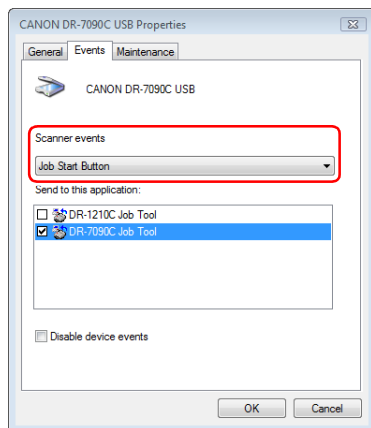 CANON DR-7090C USB Properties
General Events Maintenance
CANON DR-7090C USB
Scanner events
Job Start Button
Send to this application:
DR-1210C Job Tool
DR-7090C Job Tool
Disable device events
OK Cancel